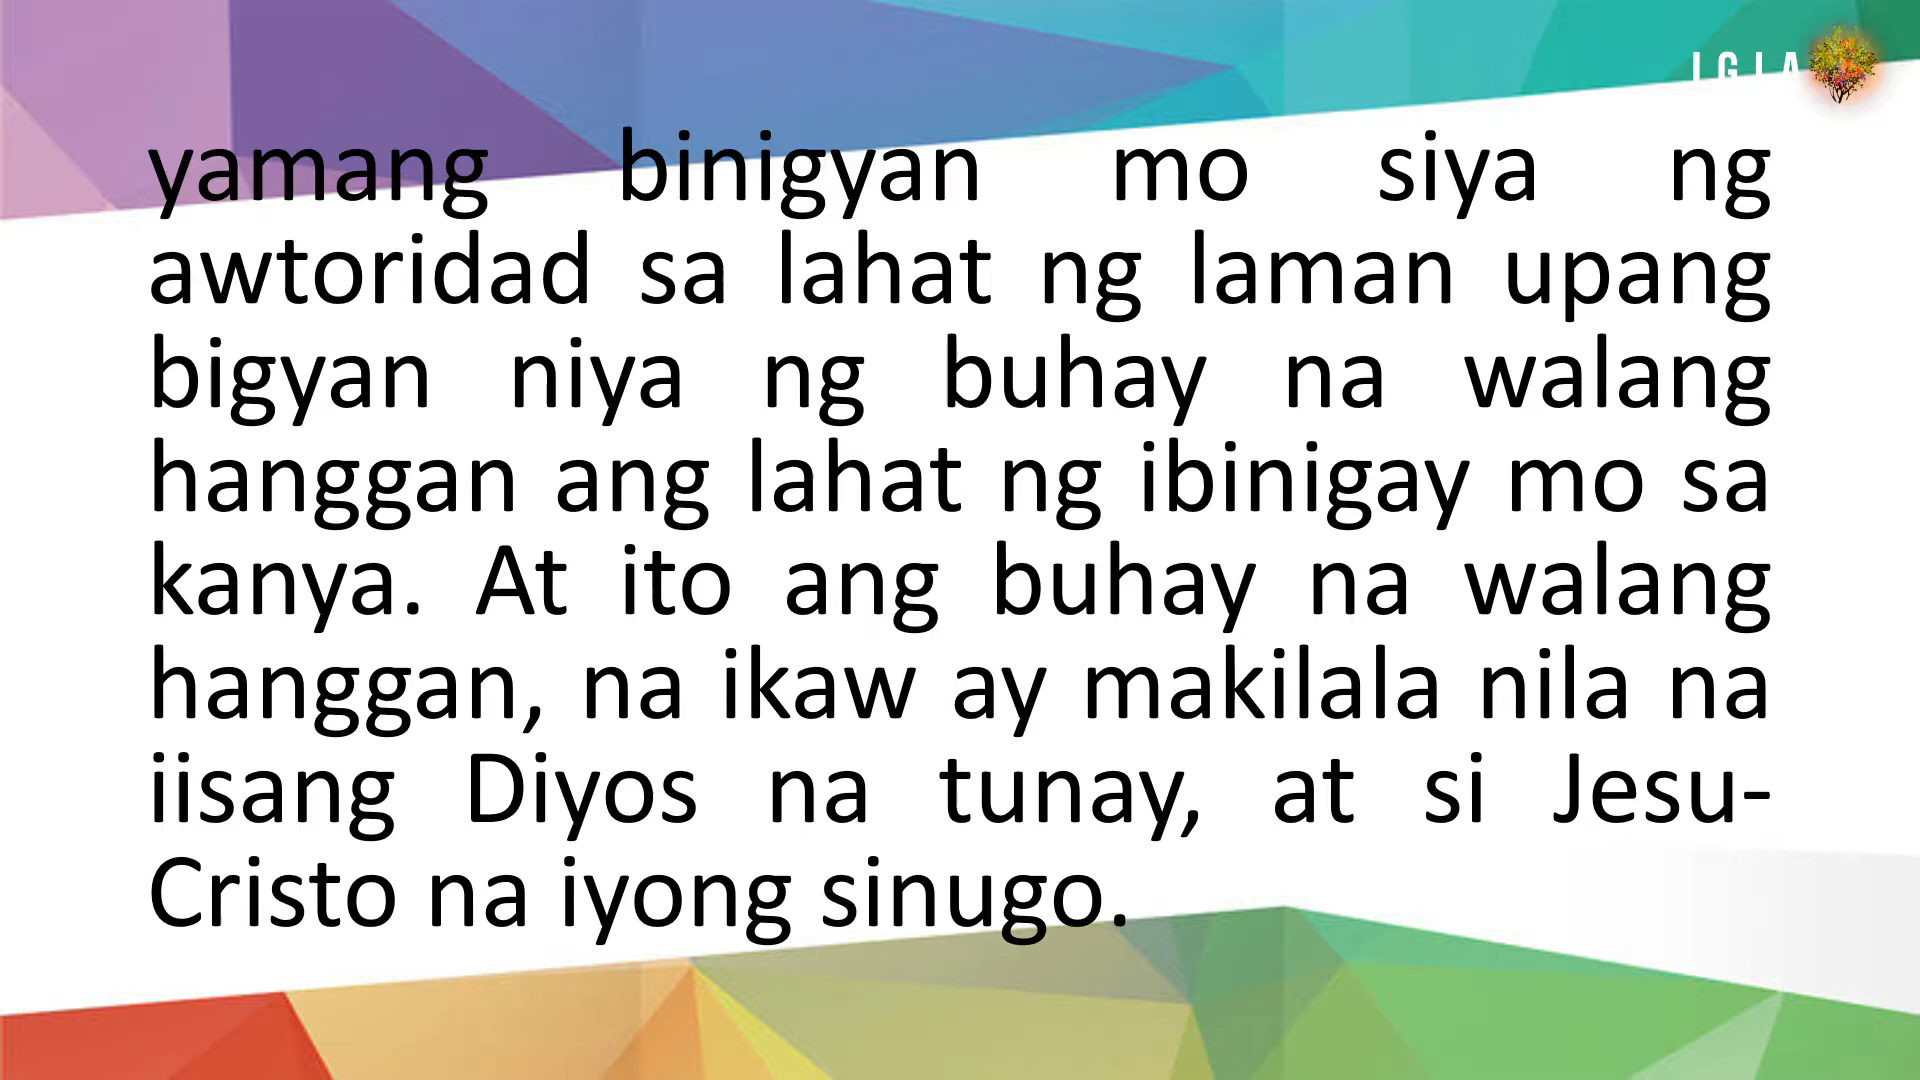 yamang binigyan mo siya ng
awtoridad sa lahat ng laman upang
bigyan niya ng buhay na walang
hanggan ang lahat ng ibinigay mo sa
kanya. At ito ang buhay na walang
hanggan, na ikaw ay makilala nila na
iisang Diyos na tunay, at si Jesu-
Cristo na iyong sinugo.